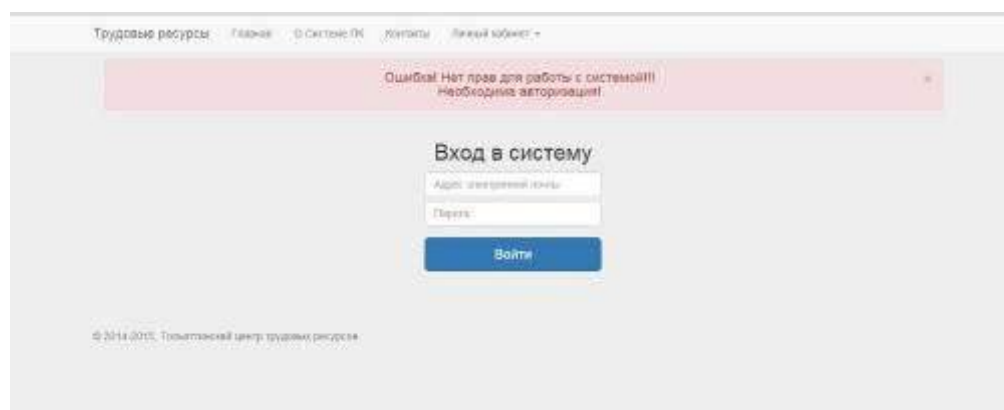 Трудовые ресурсы Главная О Системе ПК Контакты Личный кабинет
Ошибка! Нет прав для работы с системой!!!
Необходима авторизация!
×
Вход в систему
Адрес электронной почты
Пароль
Войти
© 2014-2015, Тольяттинский центр трудовых ресурсов